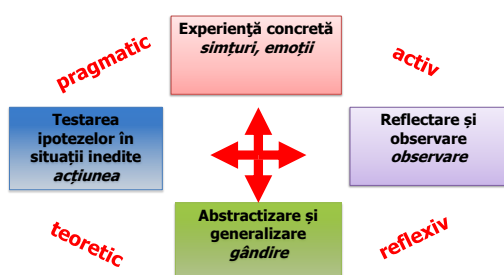 Experiență concretă
simțuri, emoții
pragmatic
activ
Testarea
ipotezelor în
situații inedite
acțiunea
Reflectare și
observare
observare
Abstractizare și
generalizare
gândire
teoretic
reflexiv